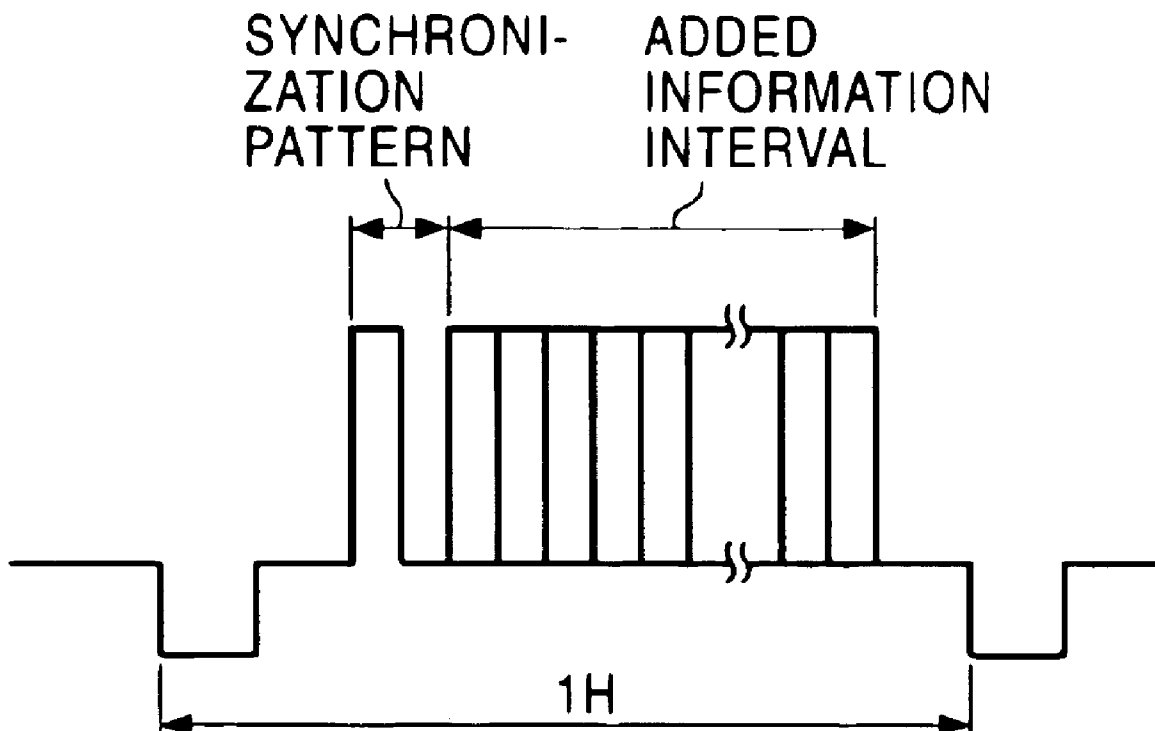 SYNCHRONI-
ZATION
PATTERN
ADDED
INFORMATION
INTERVAL
1H